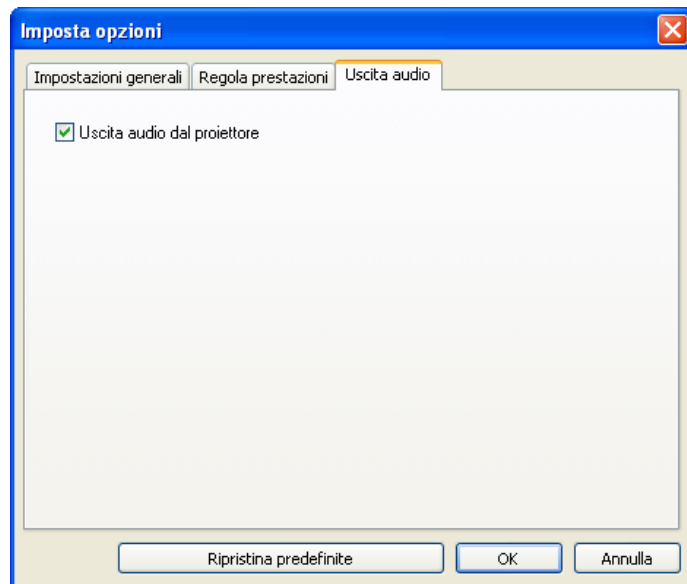 Imposta opzioni
Impostazioni generali Regola prestazioni Uscita audio
Uscita audio dal proiettore
Ripristina predefinite OK Annulla